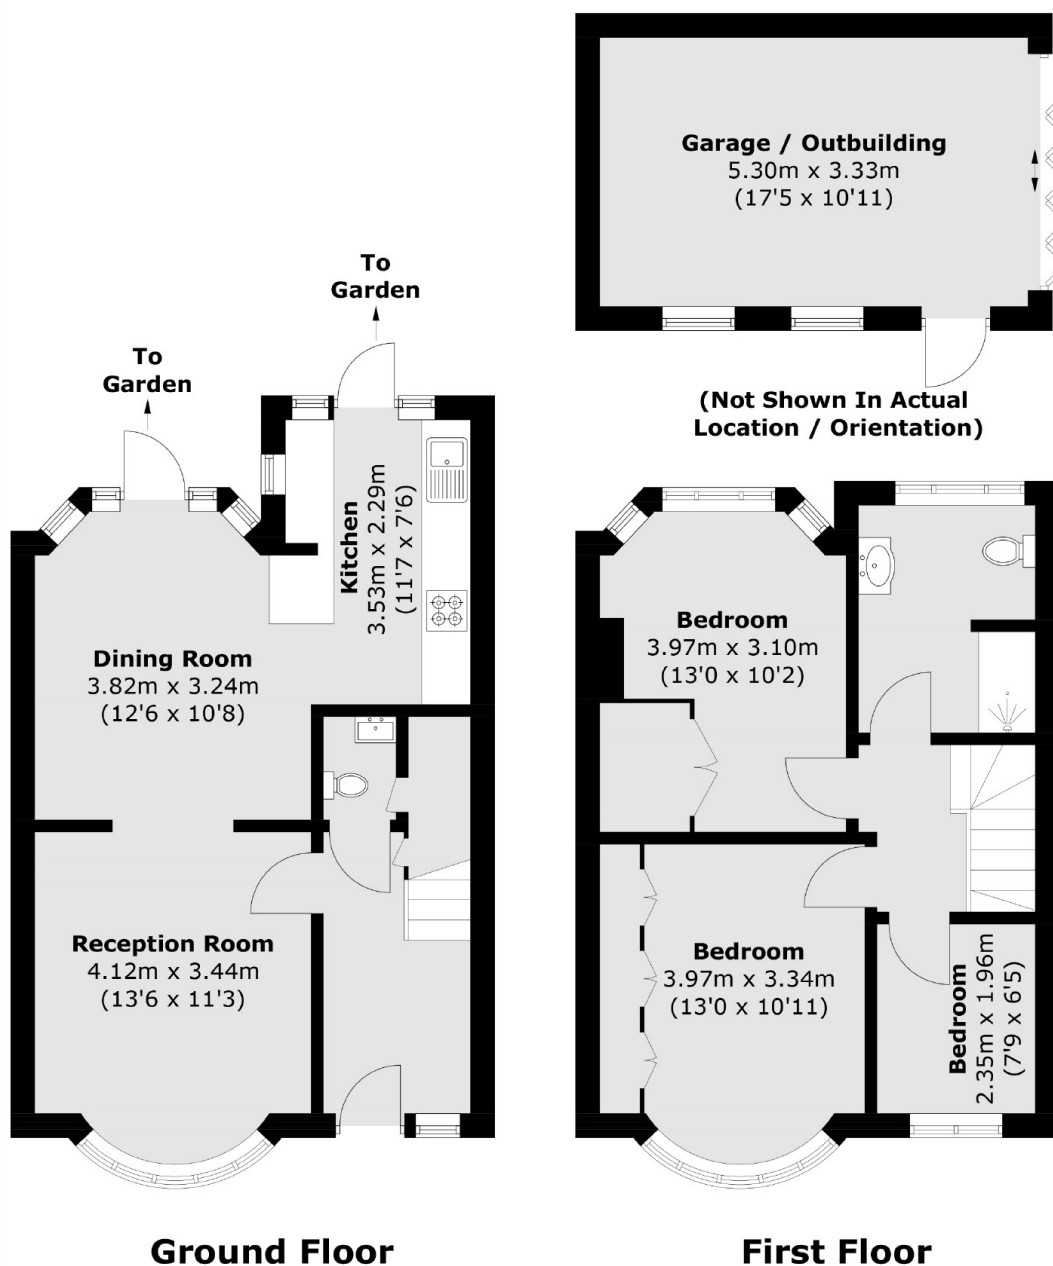 Garage / Outbuilding
5.30m x 3.33m
(17'5 x 10'11)
(Not Shown In Actual
Location / Orientation)
To
Garden
To
Garden
Kitchen
3.53m x 2.29m
(11'7 x 7'6)
Dining Room
3.82m x 3.24m
(12'6 x 10'8)
Reception Room
4.12m x 3.44m
(13'6 x 11'3)
Ground Floor
Bedroom
3.97m x 3.10m
(13'0 x 10'2)
Bedroom
3.97m x 3.34m
(13'0 x 10'11)
Bedroom
2.35m x 1.96m
(7'9 x 6'5)
First Floor